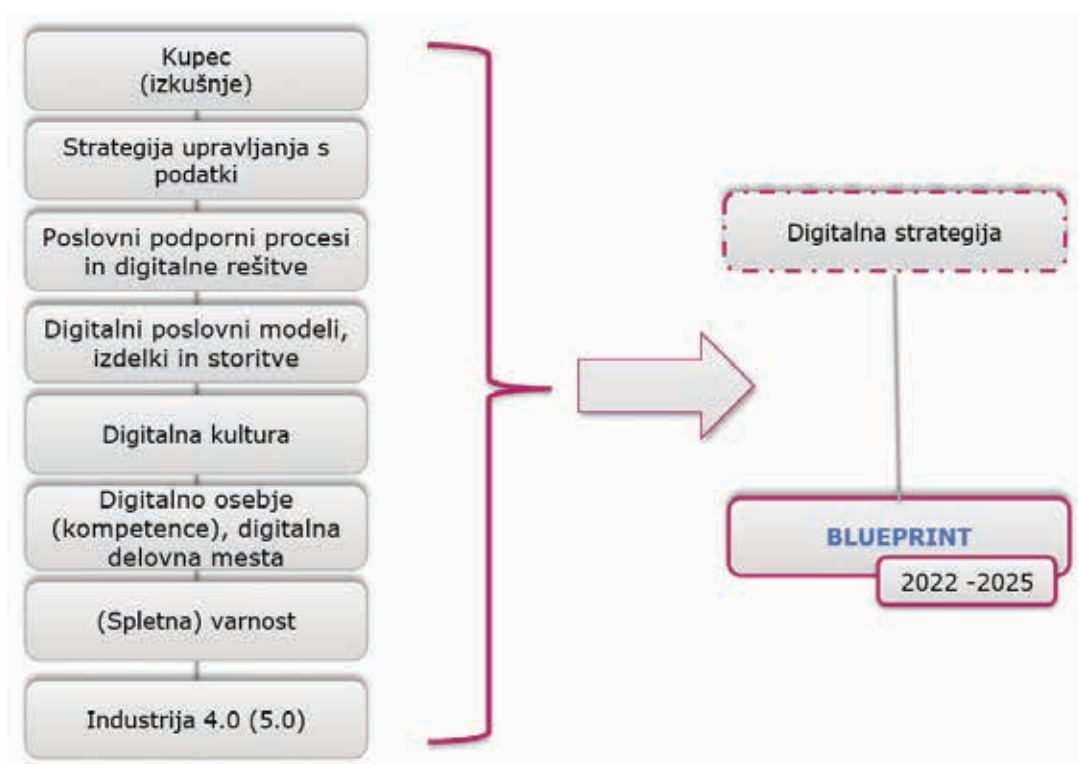 Kupec
(izkušnje)
Strategija upravljanja s
podatki
Poslovni podporni procesi
in digitalne rešitve
Digitalni poslovni modeli,
izdelki in storitve
Digitalna kultura
Digitalno osebje
(kompetence), digitalna
delovna mesta
(Spletna) varnost
Industrija 4.0 (5.0)
Digitalna strategija
BLUEPRINT
2022 -2025